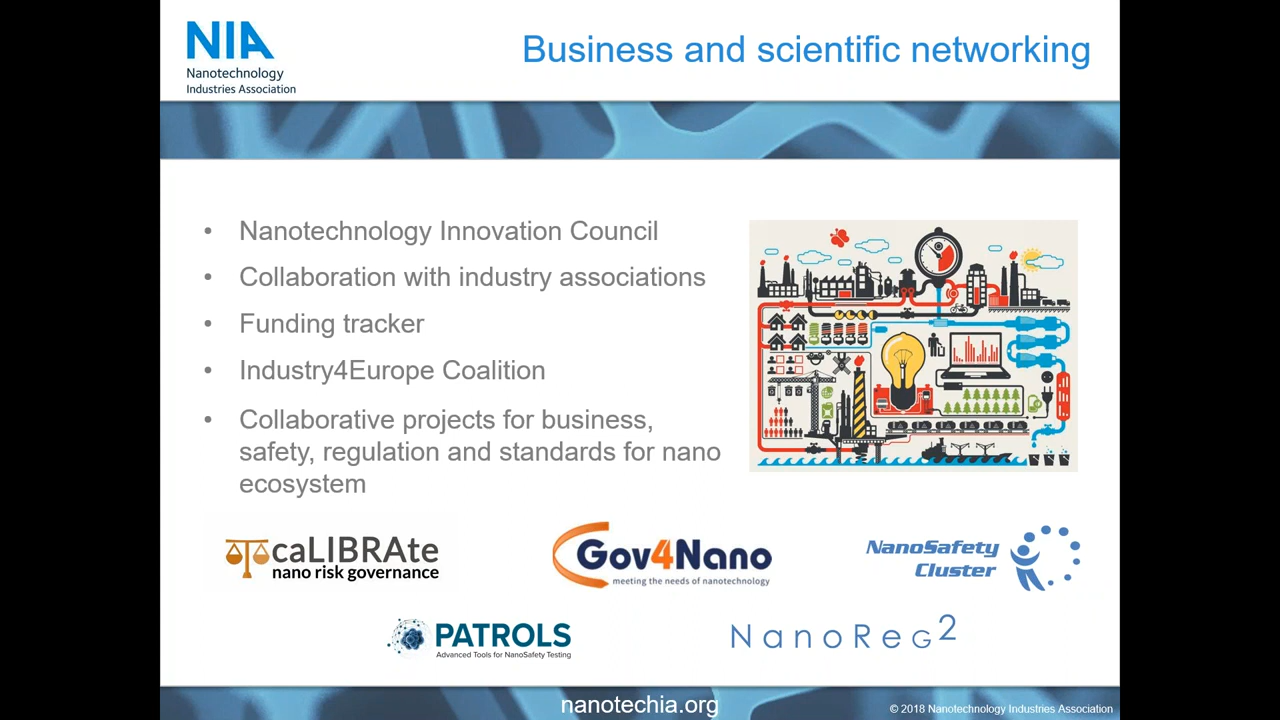 NIA
Nanotechnology
Industries Association
Business and scientific networking
• Nanotechnology Innovation Council
• Collaboration with industry associations
• Funding tracker
• Industry4Europe Coalition
• Collaborative projects for business,
safety, regulation and standards for nano
ecosystem
caLIBRAte
nano risk governance
Gov4Nano
meeting the needs of nanotechnology
NanoSafety
Cluster
PATROLS
Advanced Tools for NanoSafety Testing
NanoReg2
nanotechia.org
© 2018 Nanotechnology Industries Association